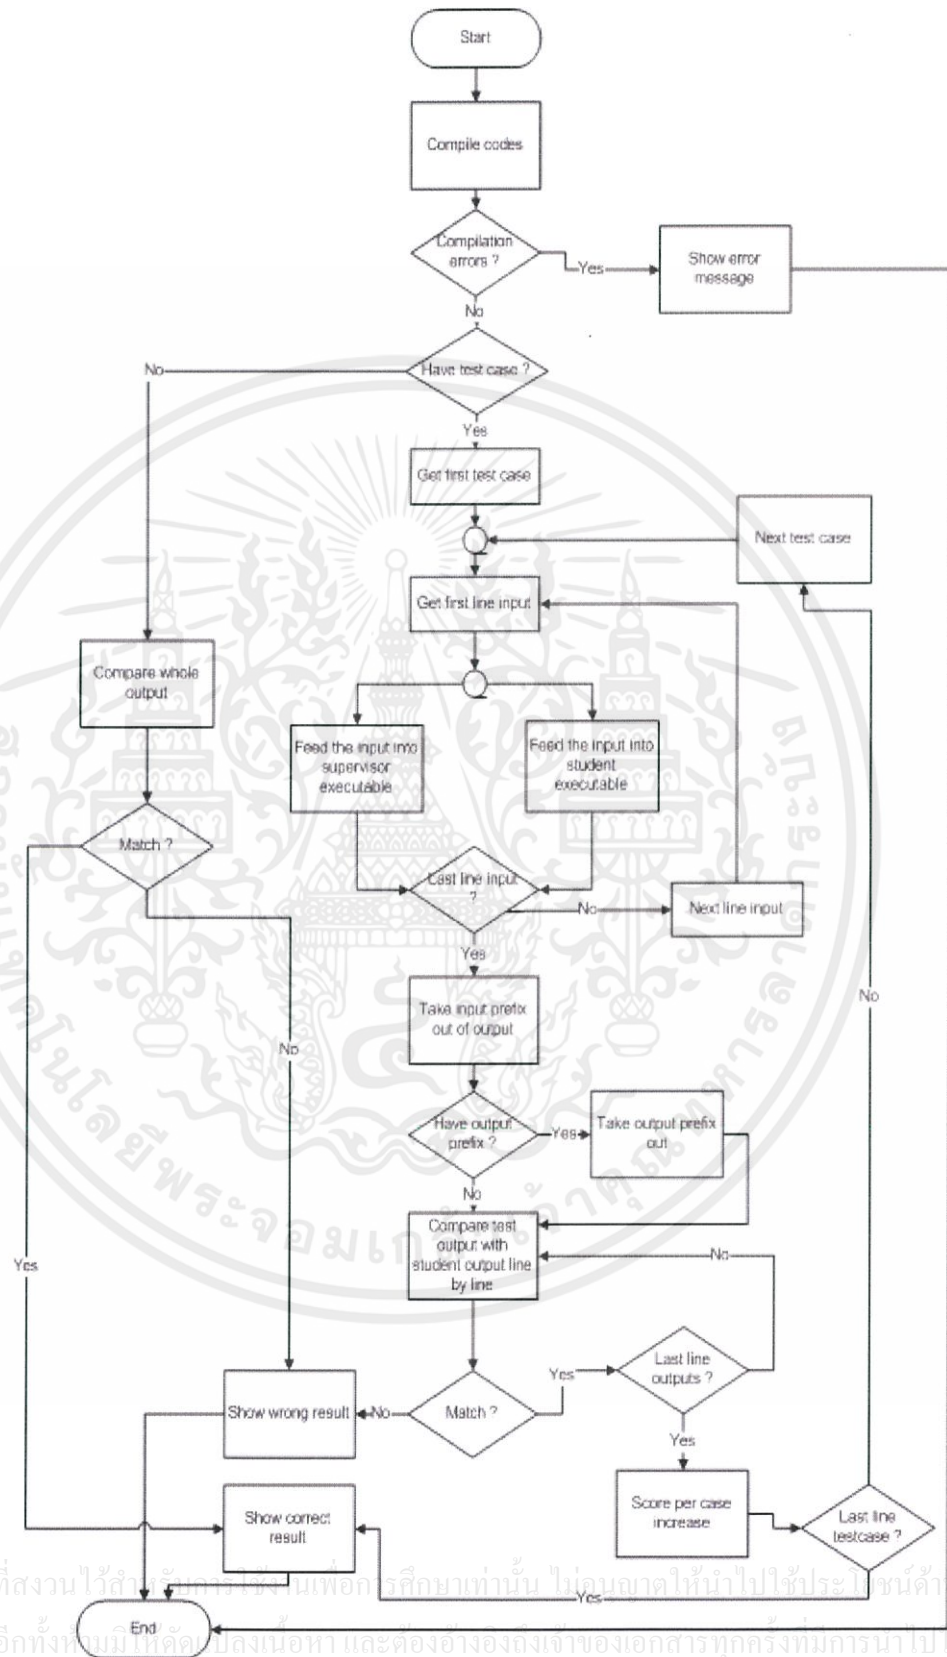 Start
Compile codes
Compilation
errors ?
Yes
Show error
message
No
Have test case ?
No
Yes
Get first test case
Next test case
Get first line input
Compare whole
output
Feed the input into
supervisor
executable
Feed the input into
student
executable
Match ?
Last line input
?
No
Next line input
Yes
Take input prefix
out of output
No
No
Have output
prefix ?
Yes
Take output prefix
out
No
Compare test
output with
student output line
by line
No
Yes
Last line
outputs ?
Yes
Match ?
No
Show wrong result
Yes
Score per case
increase
Last line
testcase ?
Show correct
result
Yes
End